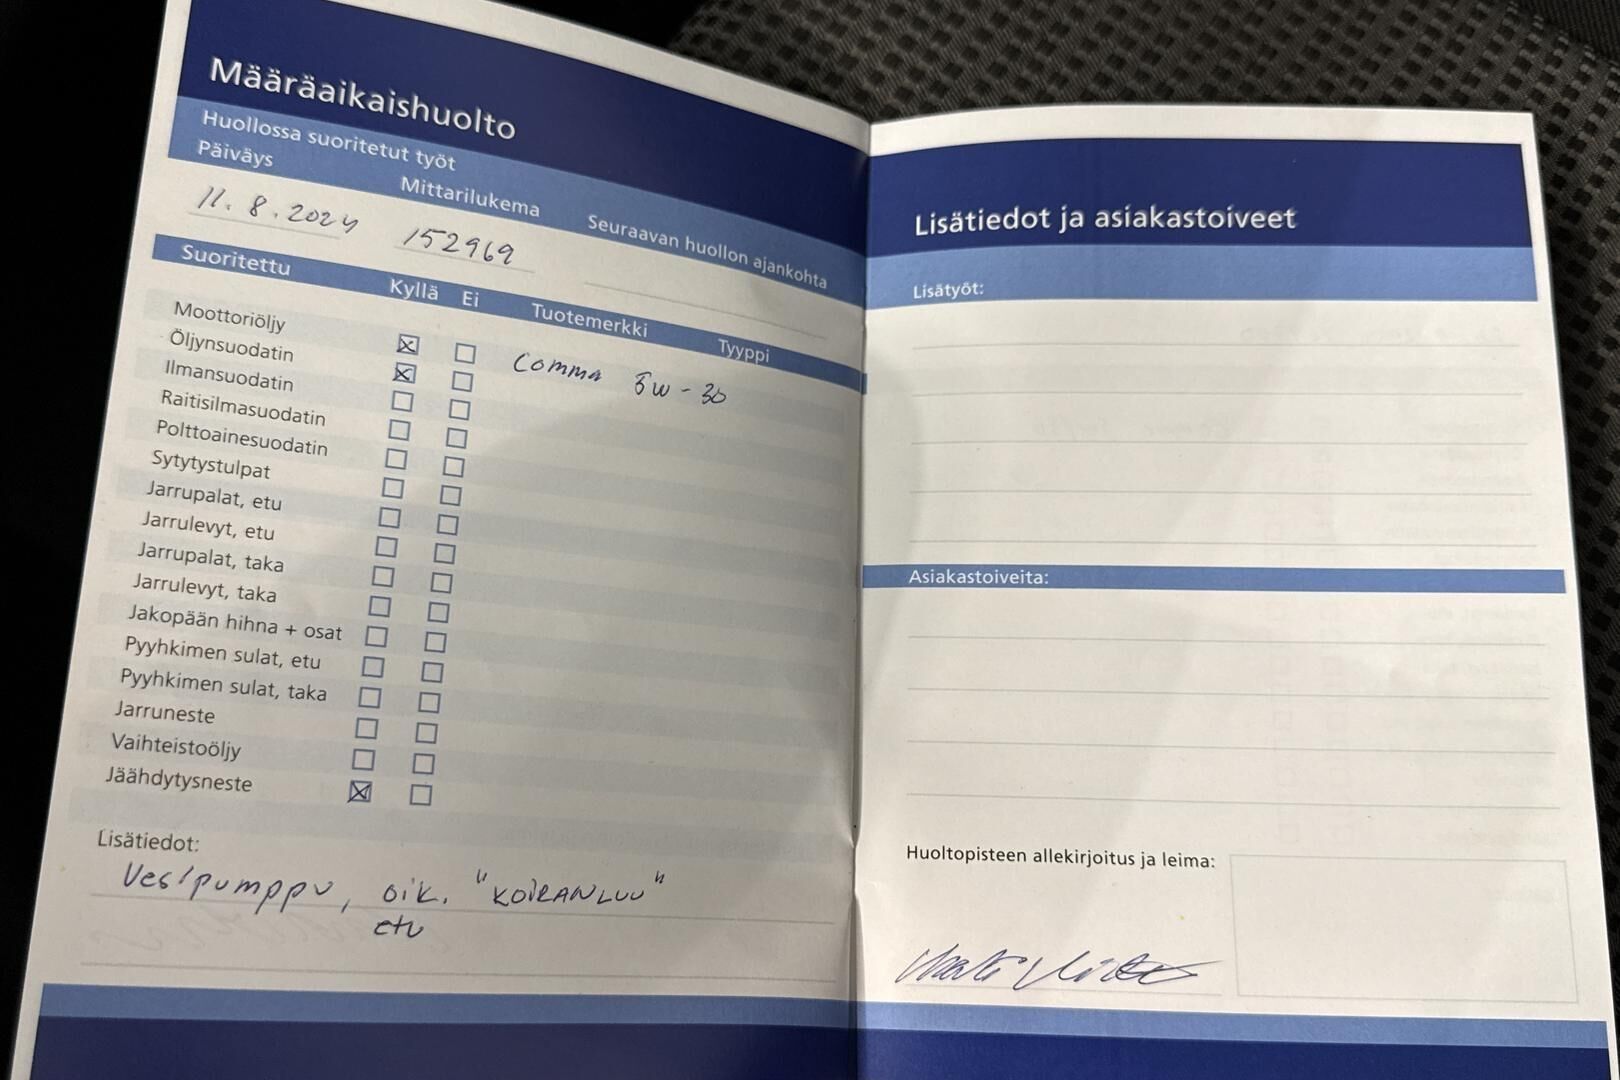 Määräaikaishuolto
Huollossa suoritetut työt
Päiväys Mittarilukema Seuraavan huollon ajankohta
11.8.2024 152969
Suoritettu Kyllä Ei Tuotemerkki Tyyppi
Moottoriöljy Comma 5w-30
Öljynsuodatin
Ilmansuodatin
Raitisilmasuodatin
Polttoainesuodatin
Sytytystulpat
Jarrupalat, etu
Jarrulevyt, etu
Jarrupalat, taka
Jarrulevyt, taka
Jakopään hihna + osat
Pyyhkimen sulat, etu
Pyyhkimen sulat, taka
Jarruneste
Vaihteistoöljy
Jäähdytysneste
Lisätiedot:
Vesipumppu, oik. "KOIRANLUU"
etu
Lisätiedot ja asiakastoiveet
Lisätyöt:
Asiakastoiveita:
Huoltopisteen allekirjoitus ja leima: